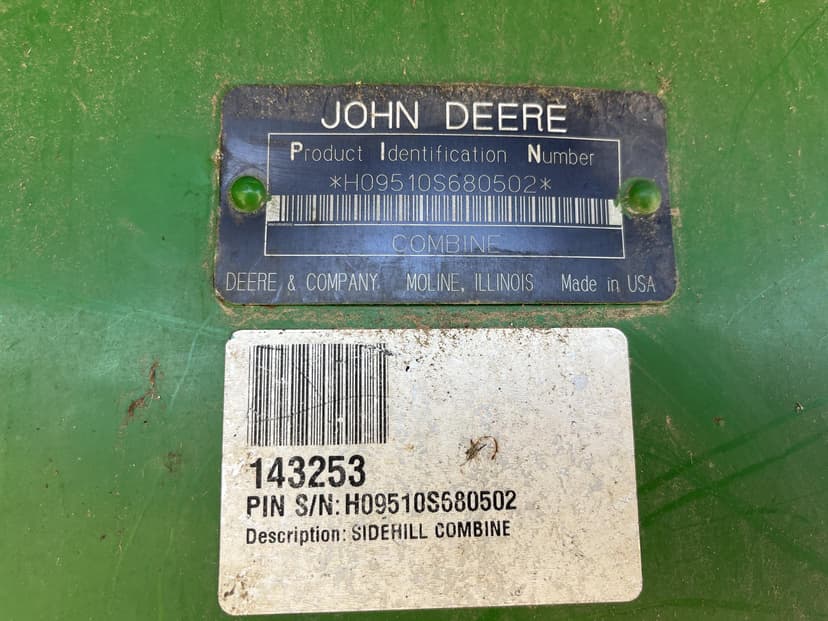 JOHN DEERE
Product Identification Number
*H09510S680502*
COMBINE
DEERE & COMPANY MOLINE, ILLINOIS Made in USA
143253
PIN S/N: H09510S680502
Description: SIDEHILL COMBINE